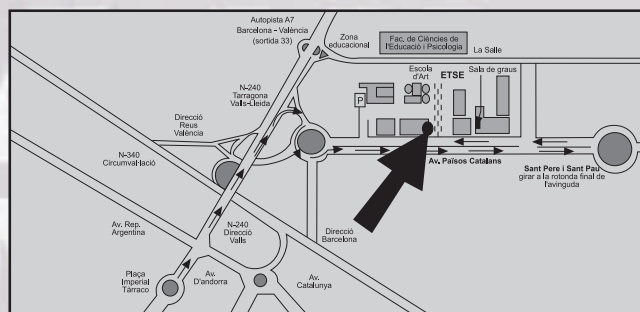 Autopista A7
Barcelona - València
(sortida 33)
Zona
educacional
Fac. de Ciències de
l'Educació y Psicologia
La Salle
N-240
Tarragona
Valls-Lleida
Escola
d'Art
ETSE
Sala de graus
P
Direcció
Reus
València
N-340
Circumval·lació
Av. Països Catalans
Sant Pere i Sant Pau
girar a la rotonda final de
l'avinguda
Av. Rep.
Argentina
N-240
Direcció
Valls
Direcció
Barcelona
Plaça
Imperial
Tàrraco
Av.
D'andorra
Av.
Catalunya